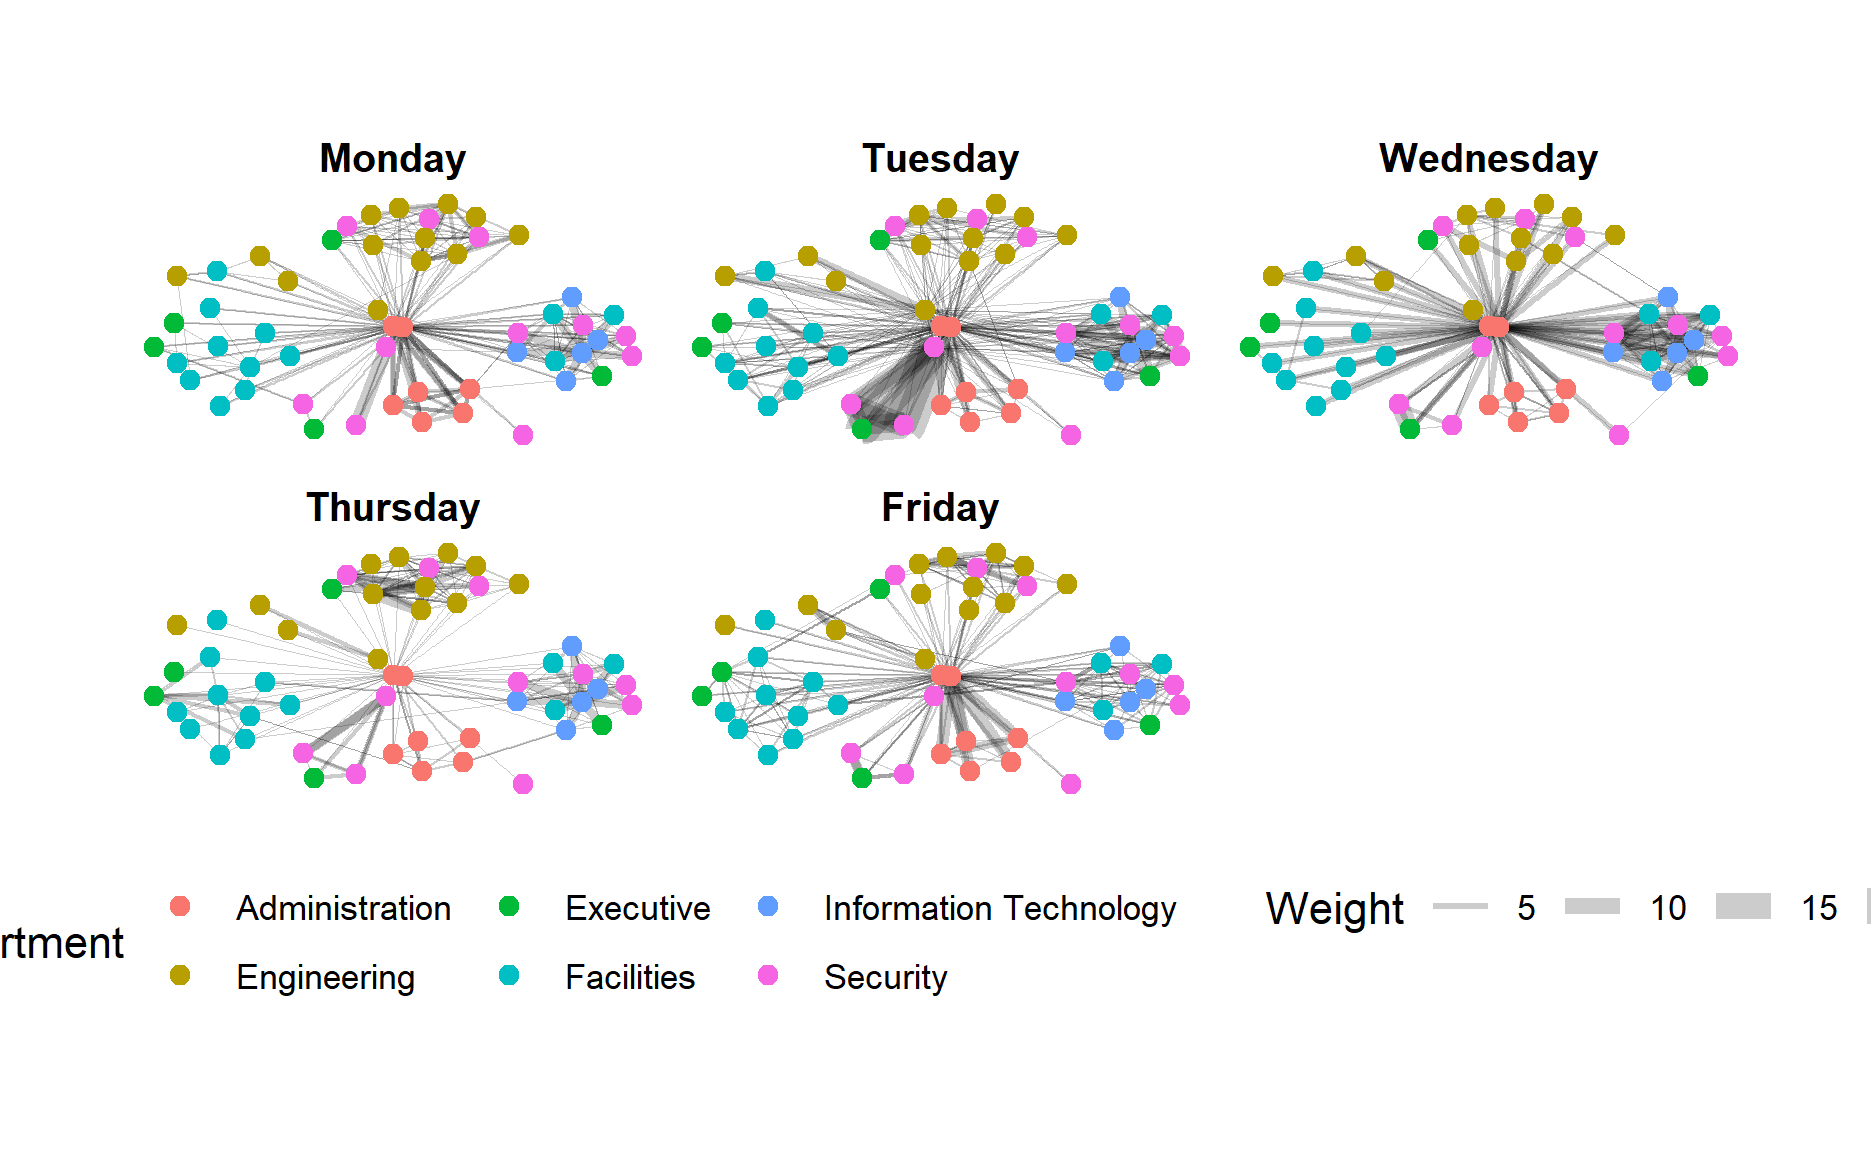 Monday
Tuesday
Wednesday
Thursday
Friday
rtment
Administration
Executive
Information Technology
Engineering
Facilities
Security
Weight
5
10
15